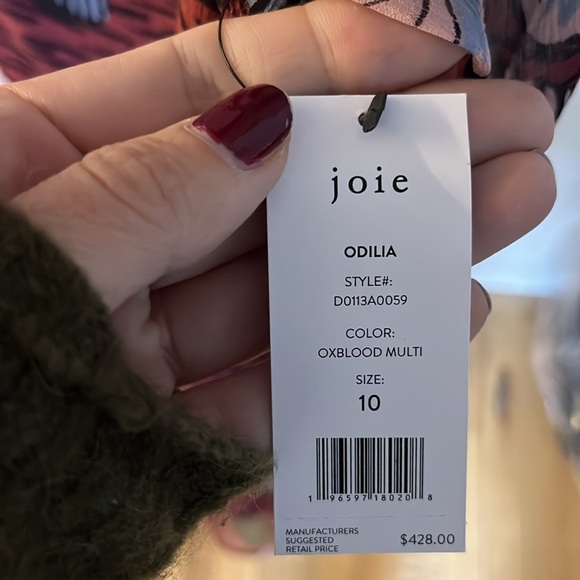 joie
ODILIA
STYLE#:
D0113A0059
COLOR:
OXBLOOD MULTI
SIZE:
10
1 96597 18020 8
MANUFACTURERS
SUGGESTED
RETAIL PRICE $428.00